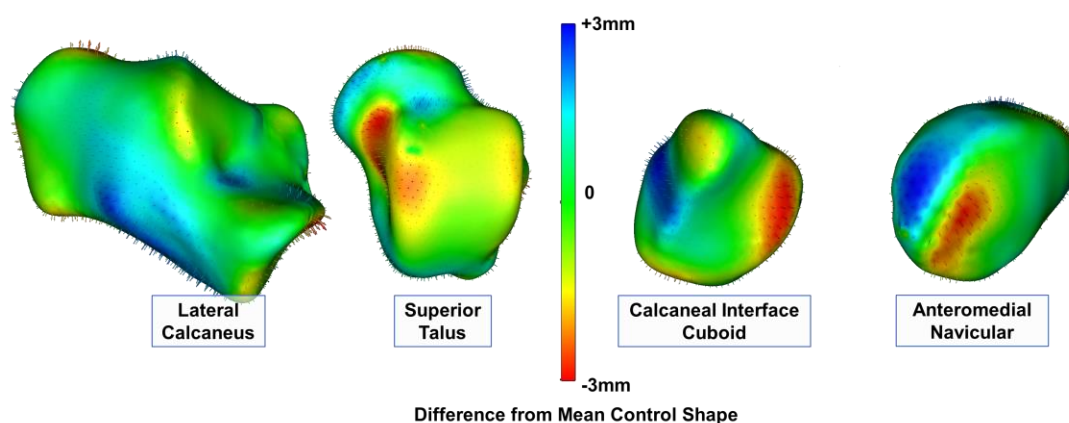 +3mm
0
-3mm
Lateral
Calcaneus
Superior
Talus
Calcaneal Interface
Cuboid
Anteromedial
Navicular
Difference from Mean Control Shape